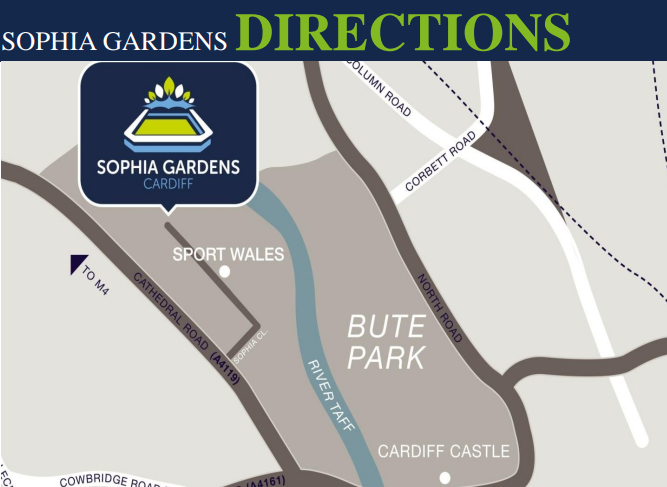 SOPHIA GARDENS DIRECTIONS
COLUMN ROAD
CORBETT ROAD
SOPHIA GARDENS
CARDIFF
SPORT WALES
TO M4
CATHEDRAL ROAD (A4119)
SOPHIA CL.
NORTH ROAD
BUTE
PARK
RIVER TAFF
CARDIFF CASTLE
COWBRIDGE ROAD
(A4161)